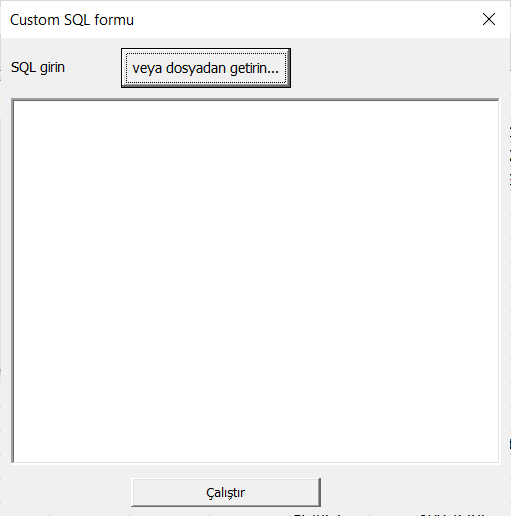 Custom SQL formu
SQL girin
veya dosyadan getirin...
Çalıştır